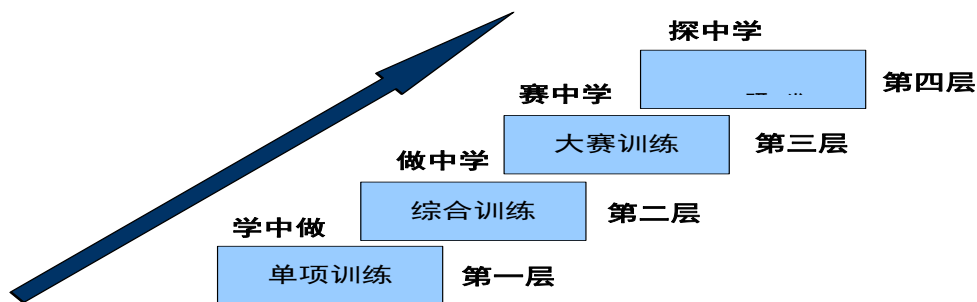 探中学
第四层
赛中学
大赛训练
第三层
做中学
综合训练
第二层
学中做
单项训练
第一层